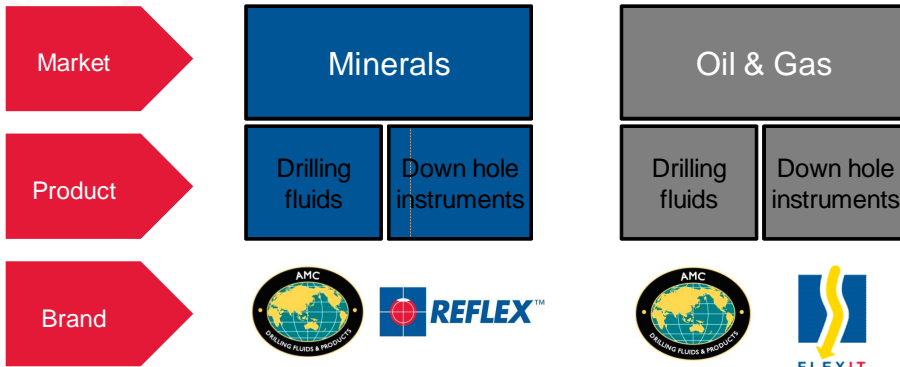 Market
Minerals
Oil & Gas
Product
Drilling
fluids
Down hole
instruments
Drilling
fluids
Down hole
instruments
Brand
AMC
DRILLING FLUIDS & PRODUCTS
REFLEX™
AMC
DRILLING FLUIDS & PRODUCTS
FLEXIT